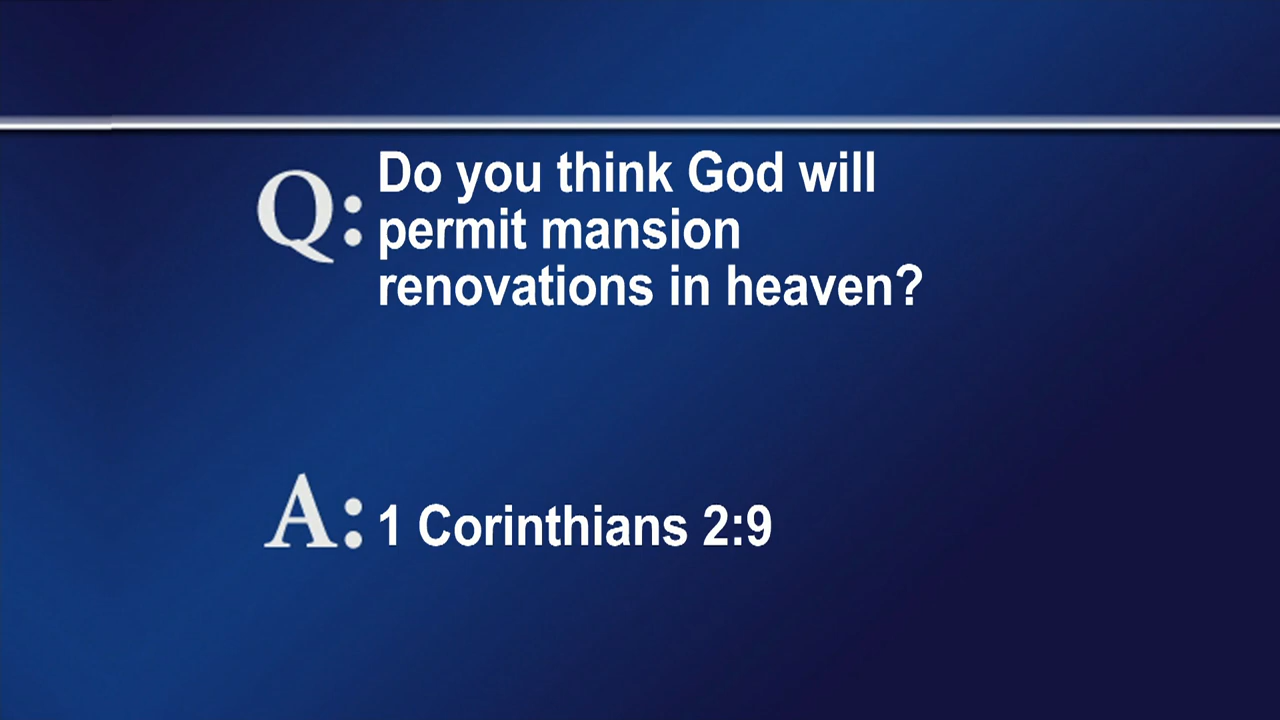 Q: Do you think God will
permit mansion
renovations in heaven?
A: 1 Corinthians 2:9